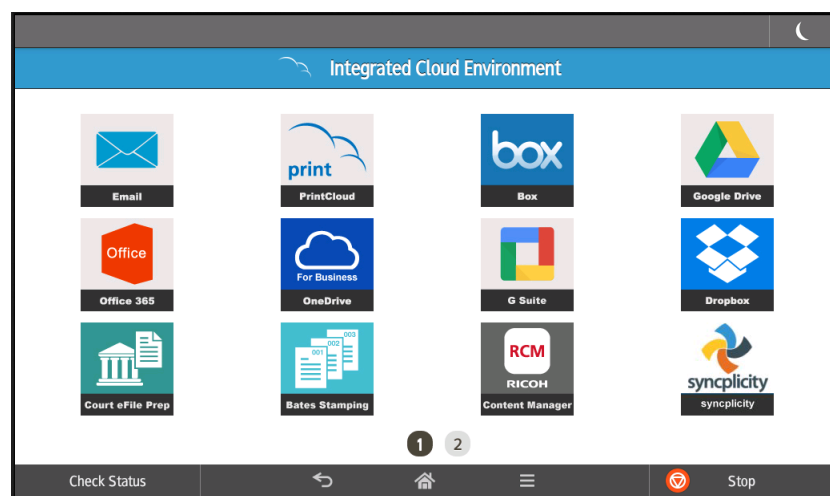 Integrated Cloud Environment
Email
print
PrintCloud
box
Box
Google Drive
Office
Office 365
For Business
OneDrive
G Suite
Dropbox
Court eFile Prep
001 002 003
Bates Stamping
RCM
RICOH
Content Manager
syncplicity
syncplicity
1 2
Check Status
Stop